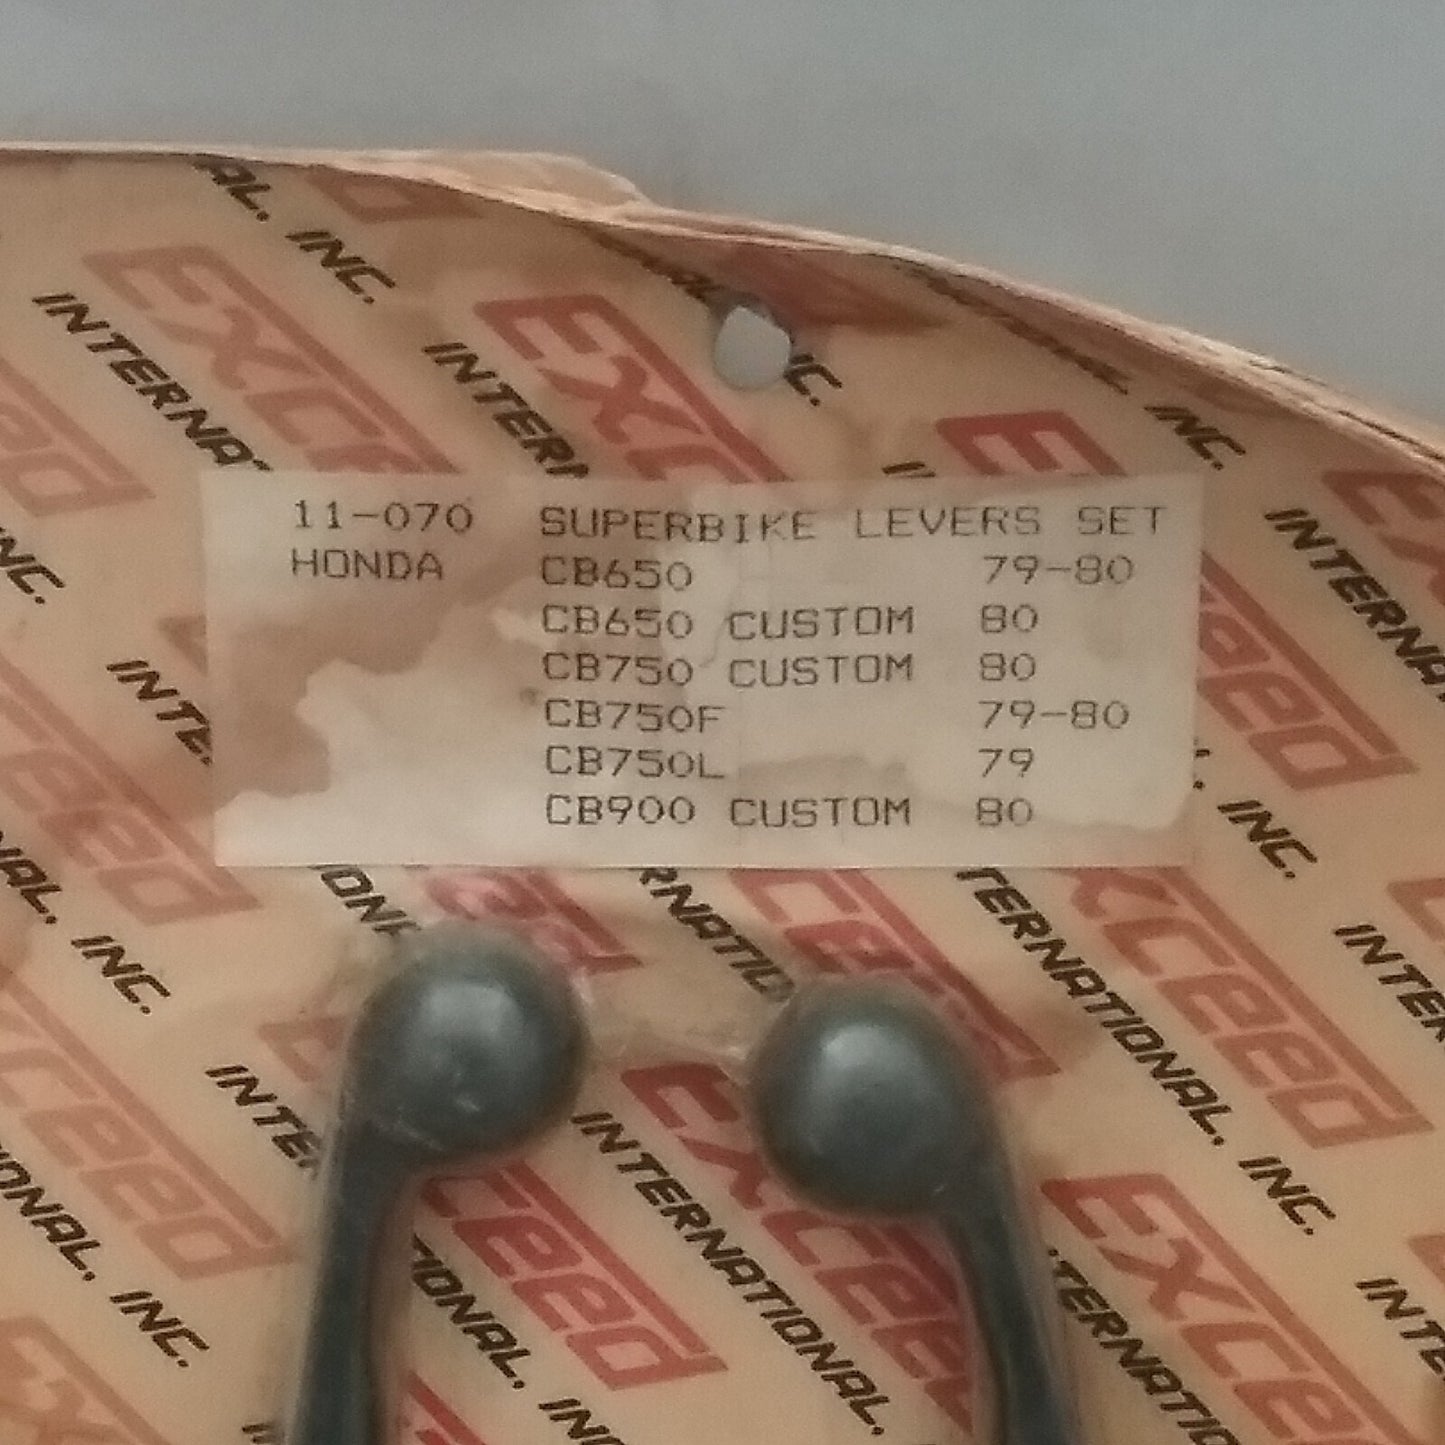 11-070 SUPERBIKE LEVERS SET
HONDA CB650 79-80
CB650 CUSTOM 80
CB750 CUSTOM 80
CB750F 79-80
CB750L 79
CB900 CUSTOM 80
Exceed
INTERNATIONAL, INC.